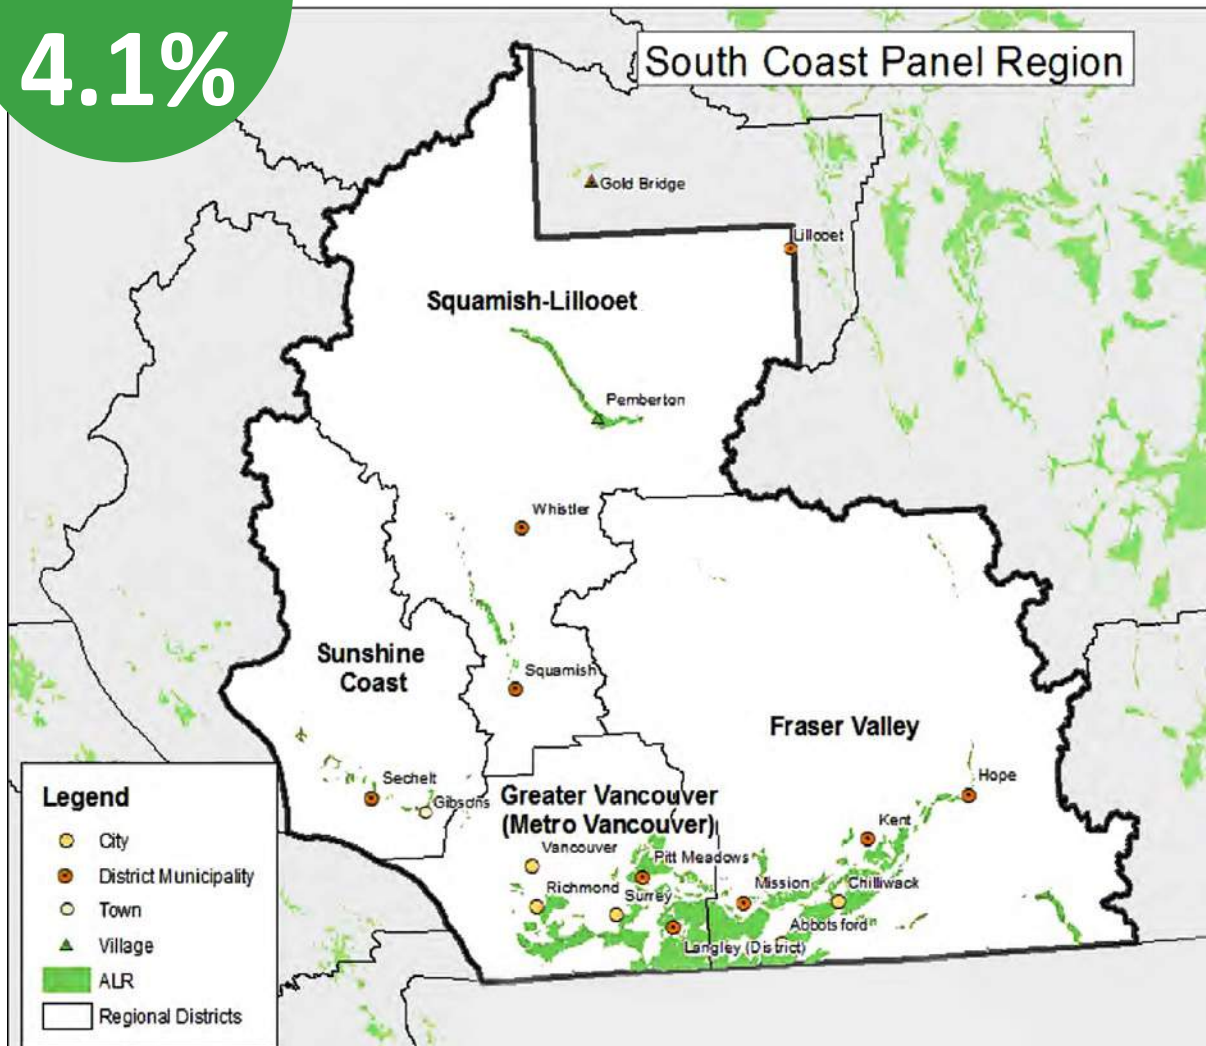 4.1%
South Coast Panel Region
Gold Bridge
Lillooet
Squamish-Lillooet
Pemberton
Whistler
Sunshine
Coast
Squamish
Fraser Valley
Sechelt
Gibsons
Hope
Greater Vancouver
(Metro Vancouver)
Kent
Vancouver
Pitt Meadows
Richmond
Surrey
Mission
Chilliwack
Abbotsford
Langley (District)
Legend
City
District Municipality
Town
Village
ALR
Regional Districts